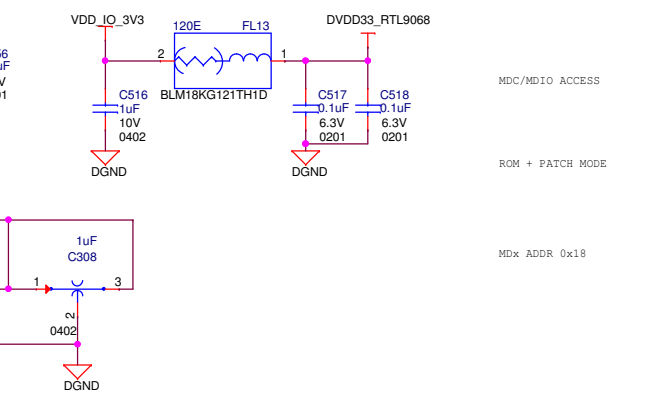 VDD_IO_3V3
120E
FL13
DVDD33_RTL9068
2
1
BLM18KG121TH1D
C516
1uF
10V
0402
DGND
C517
0.1uF
6.3V
0201
C518
0.1uF
6.3V
0201
DGND
MDC/MDIO ACCESS
ROM + PATCH MODE
MDx ADDR 0x18
1uF
C308
1
3
2
0402
DGND